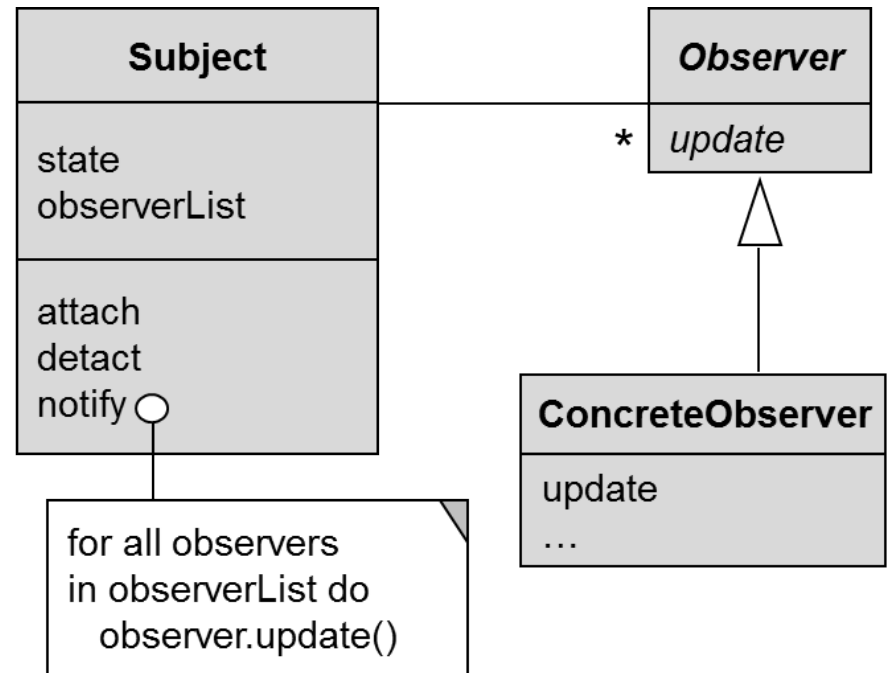 Subject
state
observerList
attach
detact
notify
for all observers
in observerList do
observer.update()
Observer
*
update
ConcreteObserver
update
…